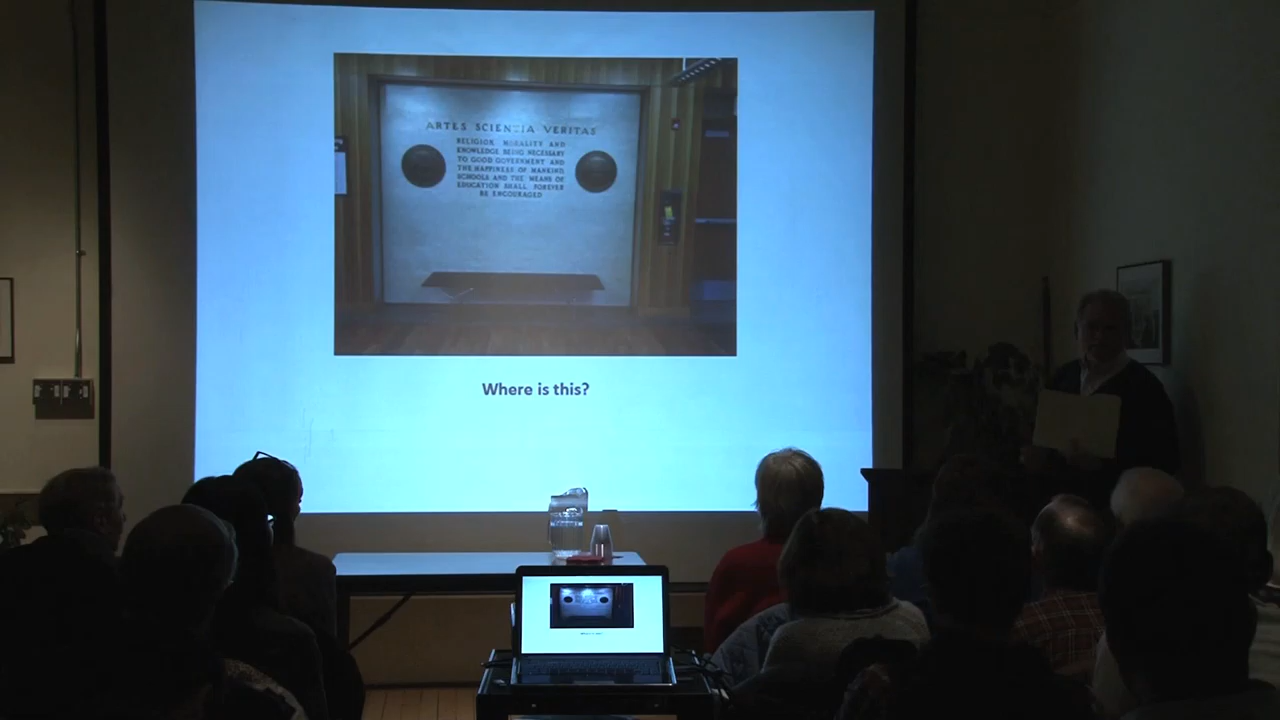 ARTES SCIENTIA VERITAS
RELIGION MORALITY AND
KNOWLEDGE BEING NECESSARY
TO GOOD GOVERNMENT AND
THE HAPPINESS OF MANKIND
SCHOOLS AND THE MEANS OF
EDUCATION SHALL FOREVER
BE ENCOURAGED
Where is this?